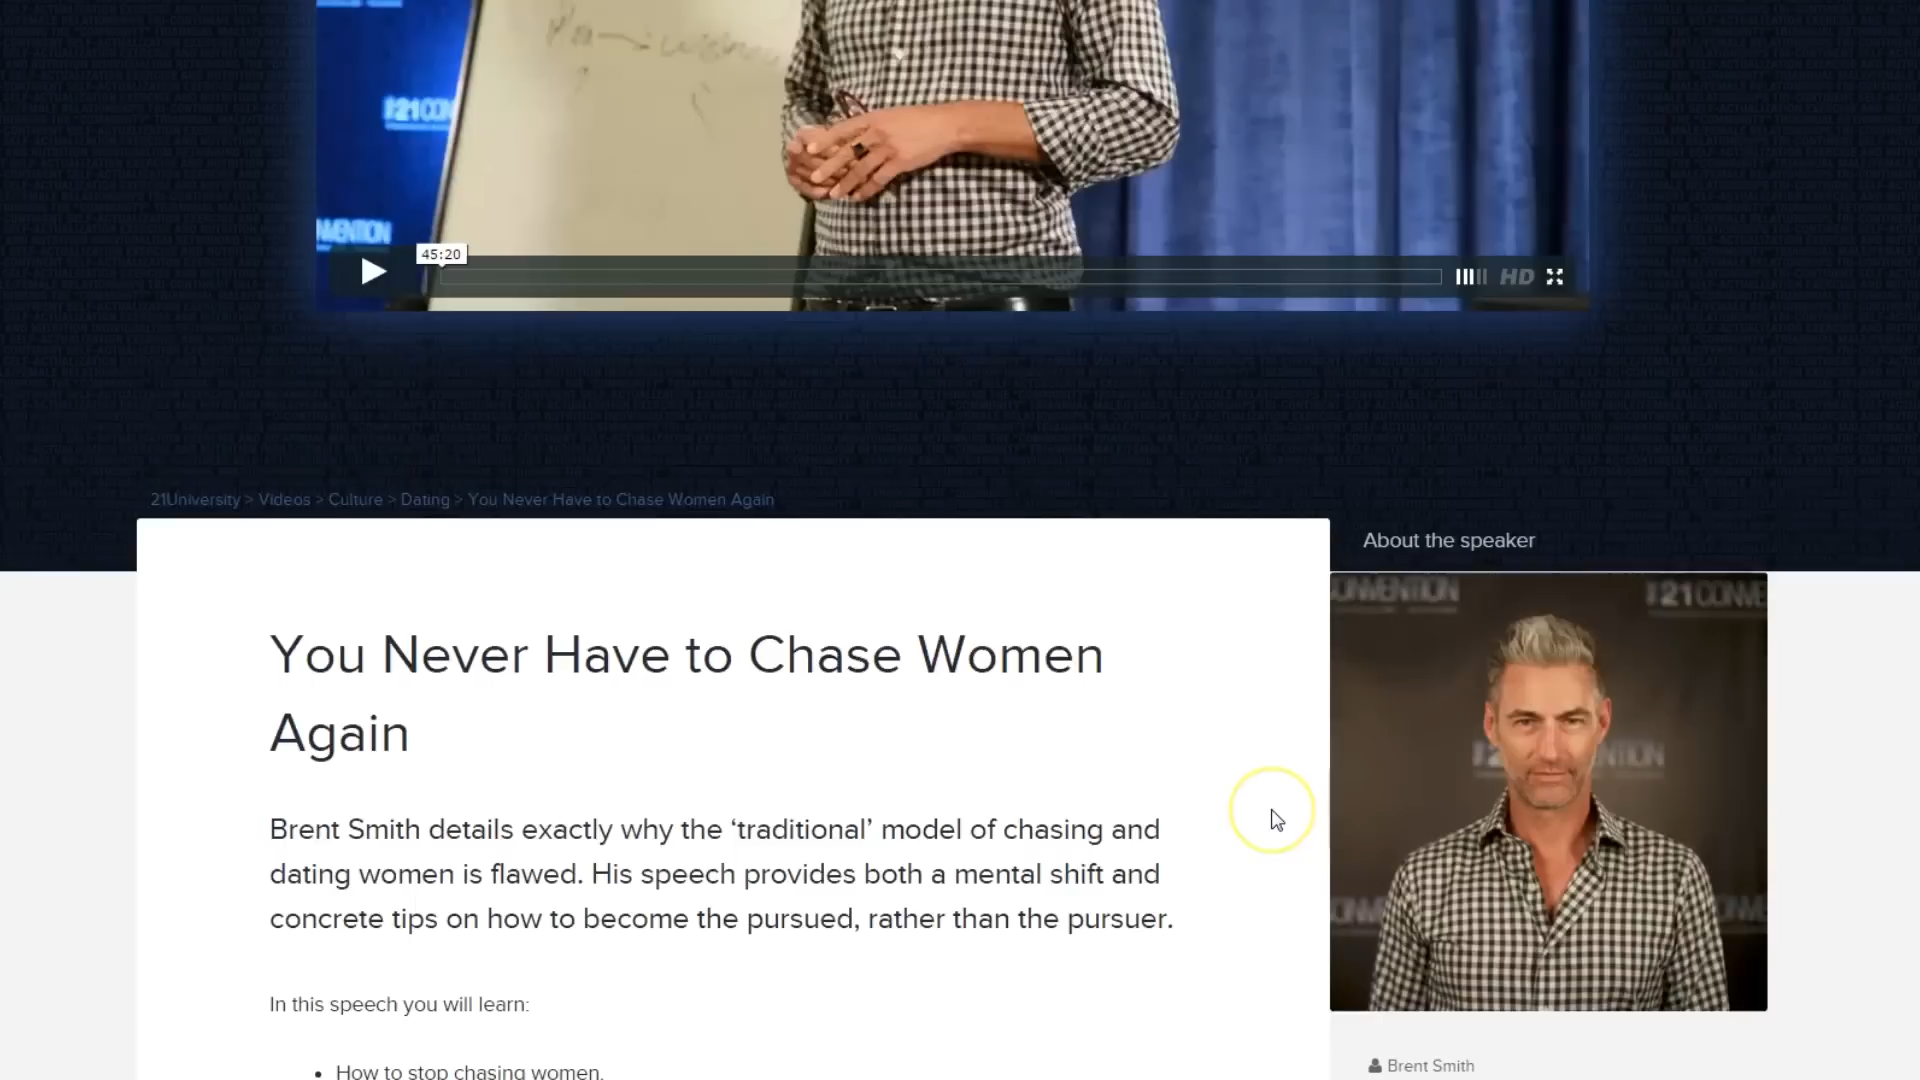 45:20
HD
21University > Videos > Culture > Dating > You Never Have to Chase Women Again
About the speaker
You Never Have to Chase Women
Again
Brent Smith details exactly why the ‘traditional’ model of chasing and
dating women is flawed. His speech provides both a mental shift and
concrete tips on how to become the pursued, rather than the pursuer.
In this speech you will learn:
• How to stop chasing women.
Brent Smith